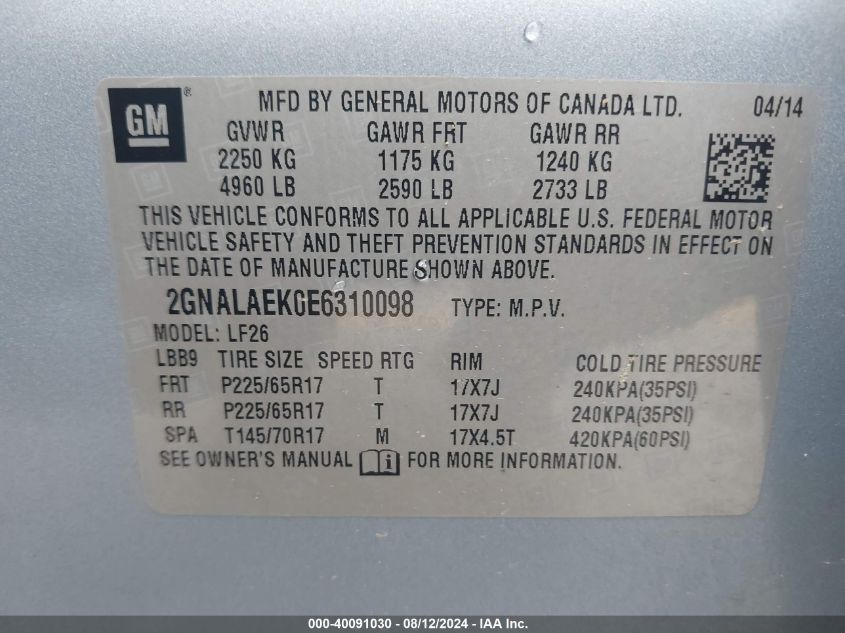 GM® MFD BY GENERAL MOTORS OF CANADA LTD. 04/14
GVWR GAWR FRT GAWR RR
2250 KG 1175 KG 1240 KG
4960 LB 2590 LB 2733 LB
THIS VEHICLE CONFORMS TO ALL APPLICABLE U.S. FEDERAL MOTOR
VEHICLE SAFETY AND THEFT PREVENTION STANDARDS IN EFFECT ON
THE DATE OF MANUFACTURE SHOWN ABOVE.
2GNALAEKGE6310098 TYPE: M.P.V.
MODEL: LF26
LBB9 TIRE SIZE SPEED RTG RIM COLD TIRE PRESSURE
FRT P225/65R17 T 17X7J 240KPA(35PSI)
RR P225/65R17 T 17X7J 240KPA(35PSI)
SPA T145/70R17 M 17X4.5T 420KPA(60PSI)
SEE OWNER'S MANUAL i FOR MORE INFORMATION.
000-40091030 - 08/12/2024 - IAA Inc.